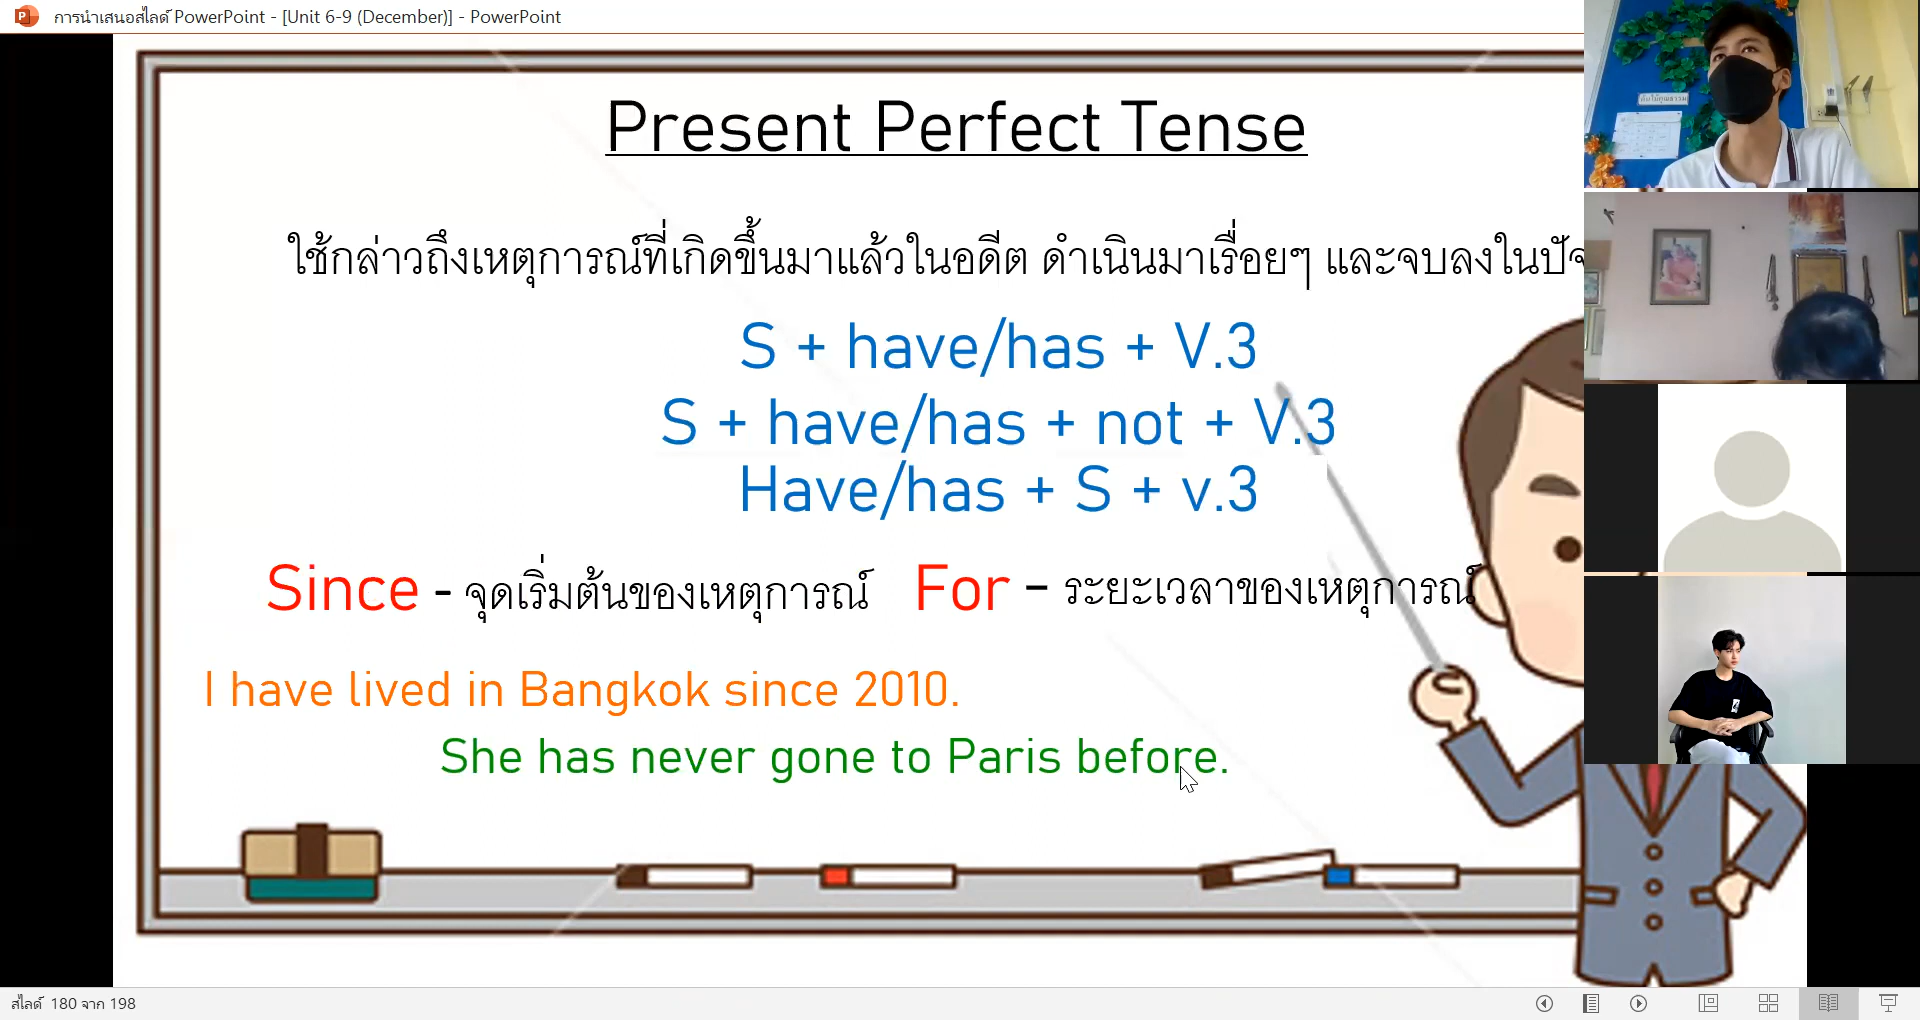 การนำเสนอสไลด์ PowerPoint - [Unit 6-9 (December)] - PowerPoint
Present Perfect Tense
ใช้กล่าวถึงเหตุการณ์ที่เกิดขึ้นมาแล้วในอดีต ดำเนินมาเรื่อยๆ และจบลงใน
S + have/has + V.3
S + have/has + not + V.3
Have/has + S + v.3
Since - จุดเริ่มต้นของเหตุการณ์ For – ระยะเวลาของเหตุการณ์
I have lived in Bangkok since 2010.
She has never gone to Paris before.
สไลด์ 180 จาก 198